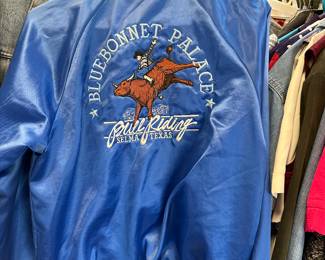 BLUEBONNET PALACE
Bull Riding
SELMA TEXAS